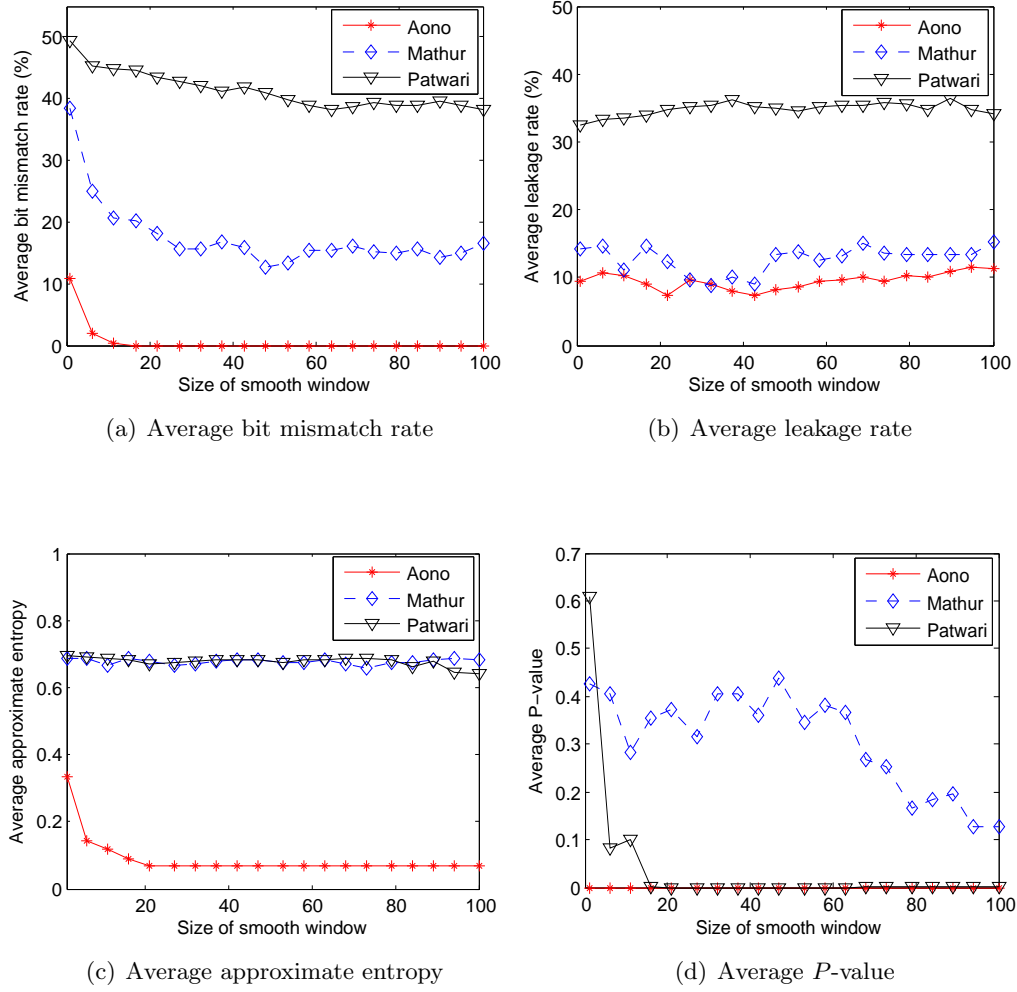 Average bit mismatch rate (%)
50
40
30
20
10
0
0
20
40
60
80
100
Size of smooth window
Aono
Mathur
Patwari
(a) Average bit mismatch rate
Average leakage rate (%)
50
40
30
20
10
0
0
20
40
60
80
100
Size of smooth window
Aono
Mathur
Patwari
(b) Average leakage rate
Average approximate entropy
1
0.8
0.6
0.4
0.2
0
20
40
60
80
100
Size of smooth window
Aono
Mathur
Patwari
(c) Average approximate entropy
Average P−value
0.7
0.6
0.5
0.4
0.3
0.2
0.1
0
0
20
40
60
80
100
Size of smooth window
Aono
Mathur
Patwari
(d) Average P-value